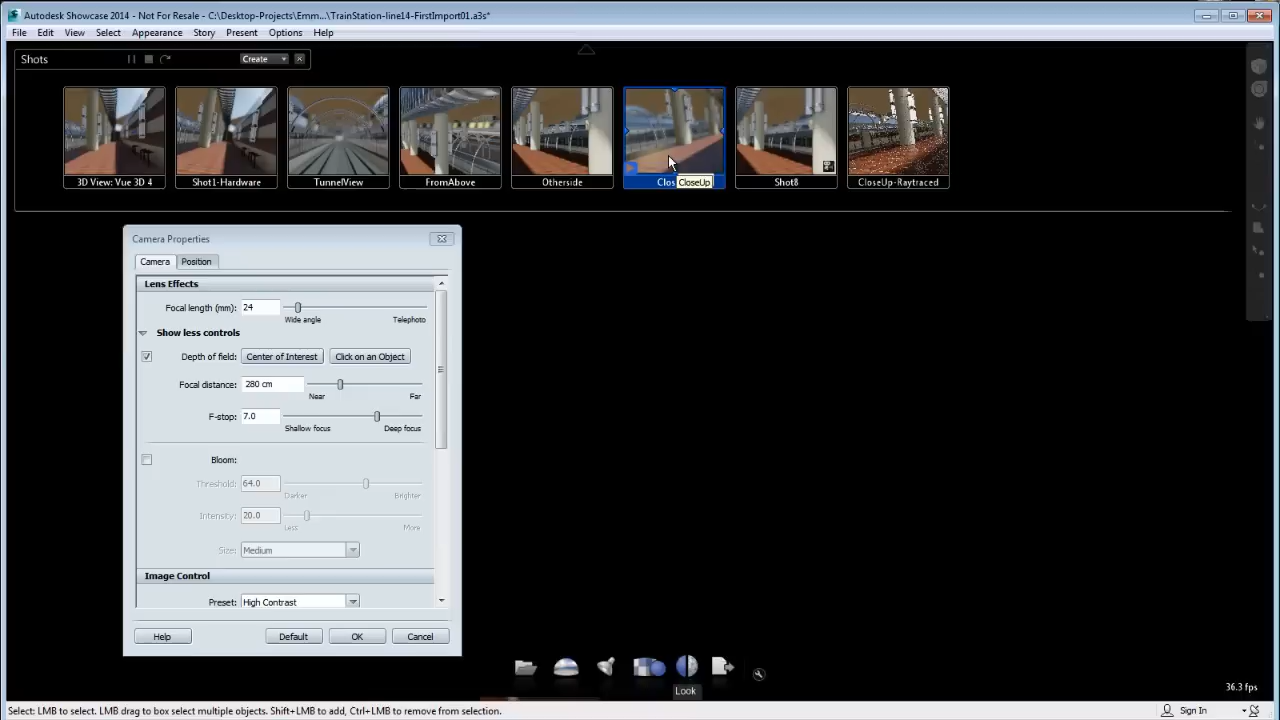 Autodesk Showcase 2014 - Not For Resale - C:\Desktop-Projects\Emm...\TrainStation-line14-FirstImport01.a3s*
File Edit View Select Appearance Story Present Options Help
Shots Create
3D View: Vue 3D 4 Shot1-Hardware TunnelView FromAbove Otherside Clos CloseUp Shot8 CloseUp-Raytraced
Camera Properties
Camera Position
Lens Effects
Focal length (mm): 24
Wide angle Telephoto
Show less controls
Depth of field: Center of Interest Click on an Object
Focal distance: 280 cm
Near Far
F-stop: 7.0
Shallow focus Deep focus
Bloom:
Threshold: 64.0
Darker Brighter
Intensity: 20.0
Less More
Size: Medium
Image Control
Preset: High Contrast
Help Default OK Cancel
Look
36.3 fps
Select: LMB to select. LMB drag to box select multiple objects. Shift+LMB to add, Ctrl+LMB to remove from selection. Sign In